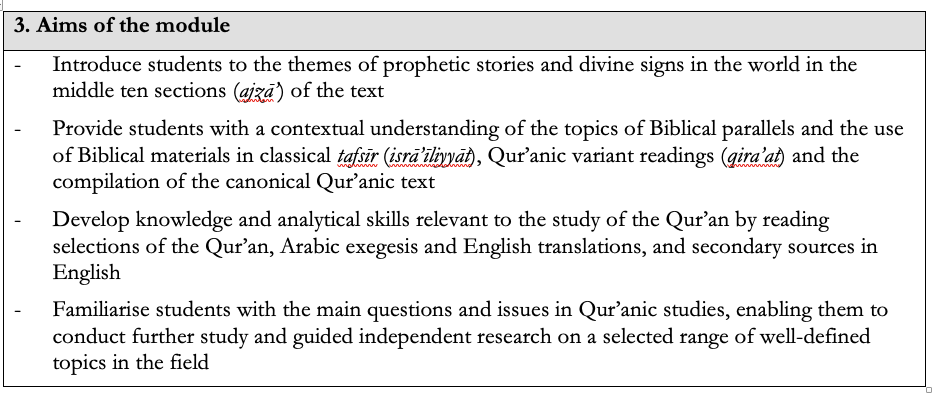 3. Aims of the module
- Introduce students to the themes of prophetic stories and divine signs in the world in the
middle ten sections (ajzā’) of the text
- Provide students with a contextual understanding of the topics of Biblical parallels and the use
of Biblical materials in classical tafsīr (isrā’īliyyāt), Qur’anic variant readings (qira’at) and the
compilation of the canonical Qur’anic text
- Develop knowledge and analytical skills relevant to the study of the Qur’an by reading
selections of the Qur’an, Arabic exegesis and English translations, and secondary sources in
English
- Familiarise students with the main questions and issues in Qur’anic studies, enabling them to
conduct further study and guided independent research on a selected range of well-defined
topics in the field